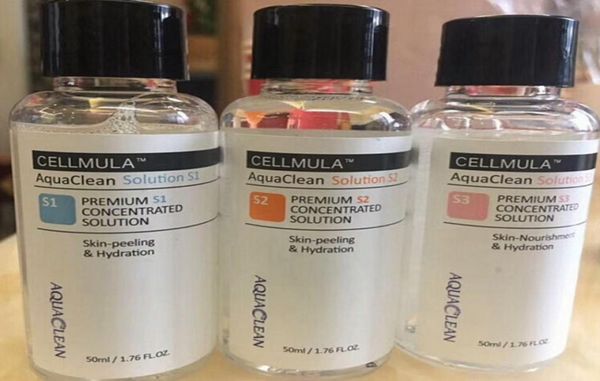 CELLMULA™
AquaClean Solution S1
S1
PREMIUM S1
CONCENTRATED
SOLUTION
Skin-peeling
& Hydration
AQUACLEAN
50ml / 1.76 FL.OZ.
CELLMULA™
AquaClean Solution S2
S2
PREMIUM S2
CONCENTRATED
SOLUTION
Skin-peeling
& Hydration
AQUACLEAN
50ml / 1.76 FL.OZ.
CELLMULA™
AquaClean Solution S3
S3
PREMIUM S3
CONCENTRATED
SOLUTION
Skin-Nourishment
& Hydration
AQUACLEAN
50ml / 1.76 FL.OZ.